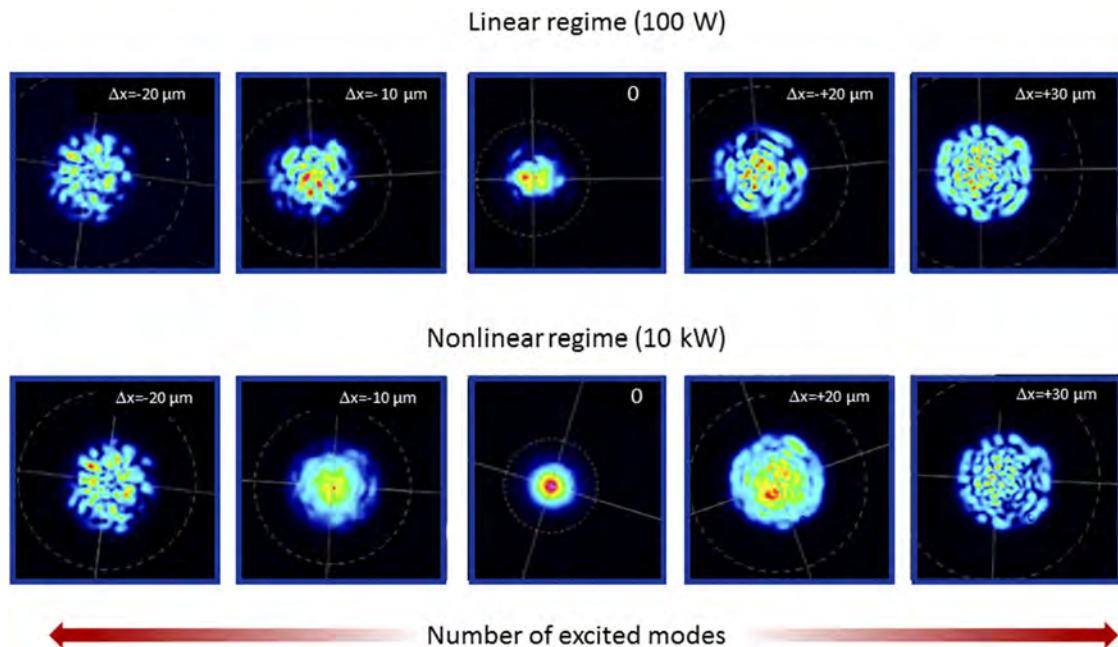 Linear regime (100 W)
Δx=-20 µm
Δx=- 10 µm
0
Δx=-+20 µm
Δx=+30 µm
Nonlinear regime (10 kW)
Δx=-20 µm
Δx=-10 µm
0
Δx=+20 µm
Δx=+30 µm
Number of excited modes